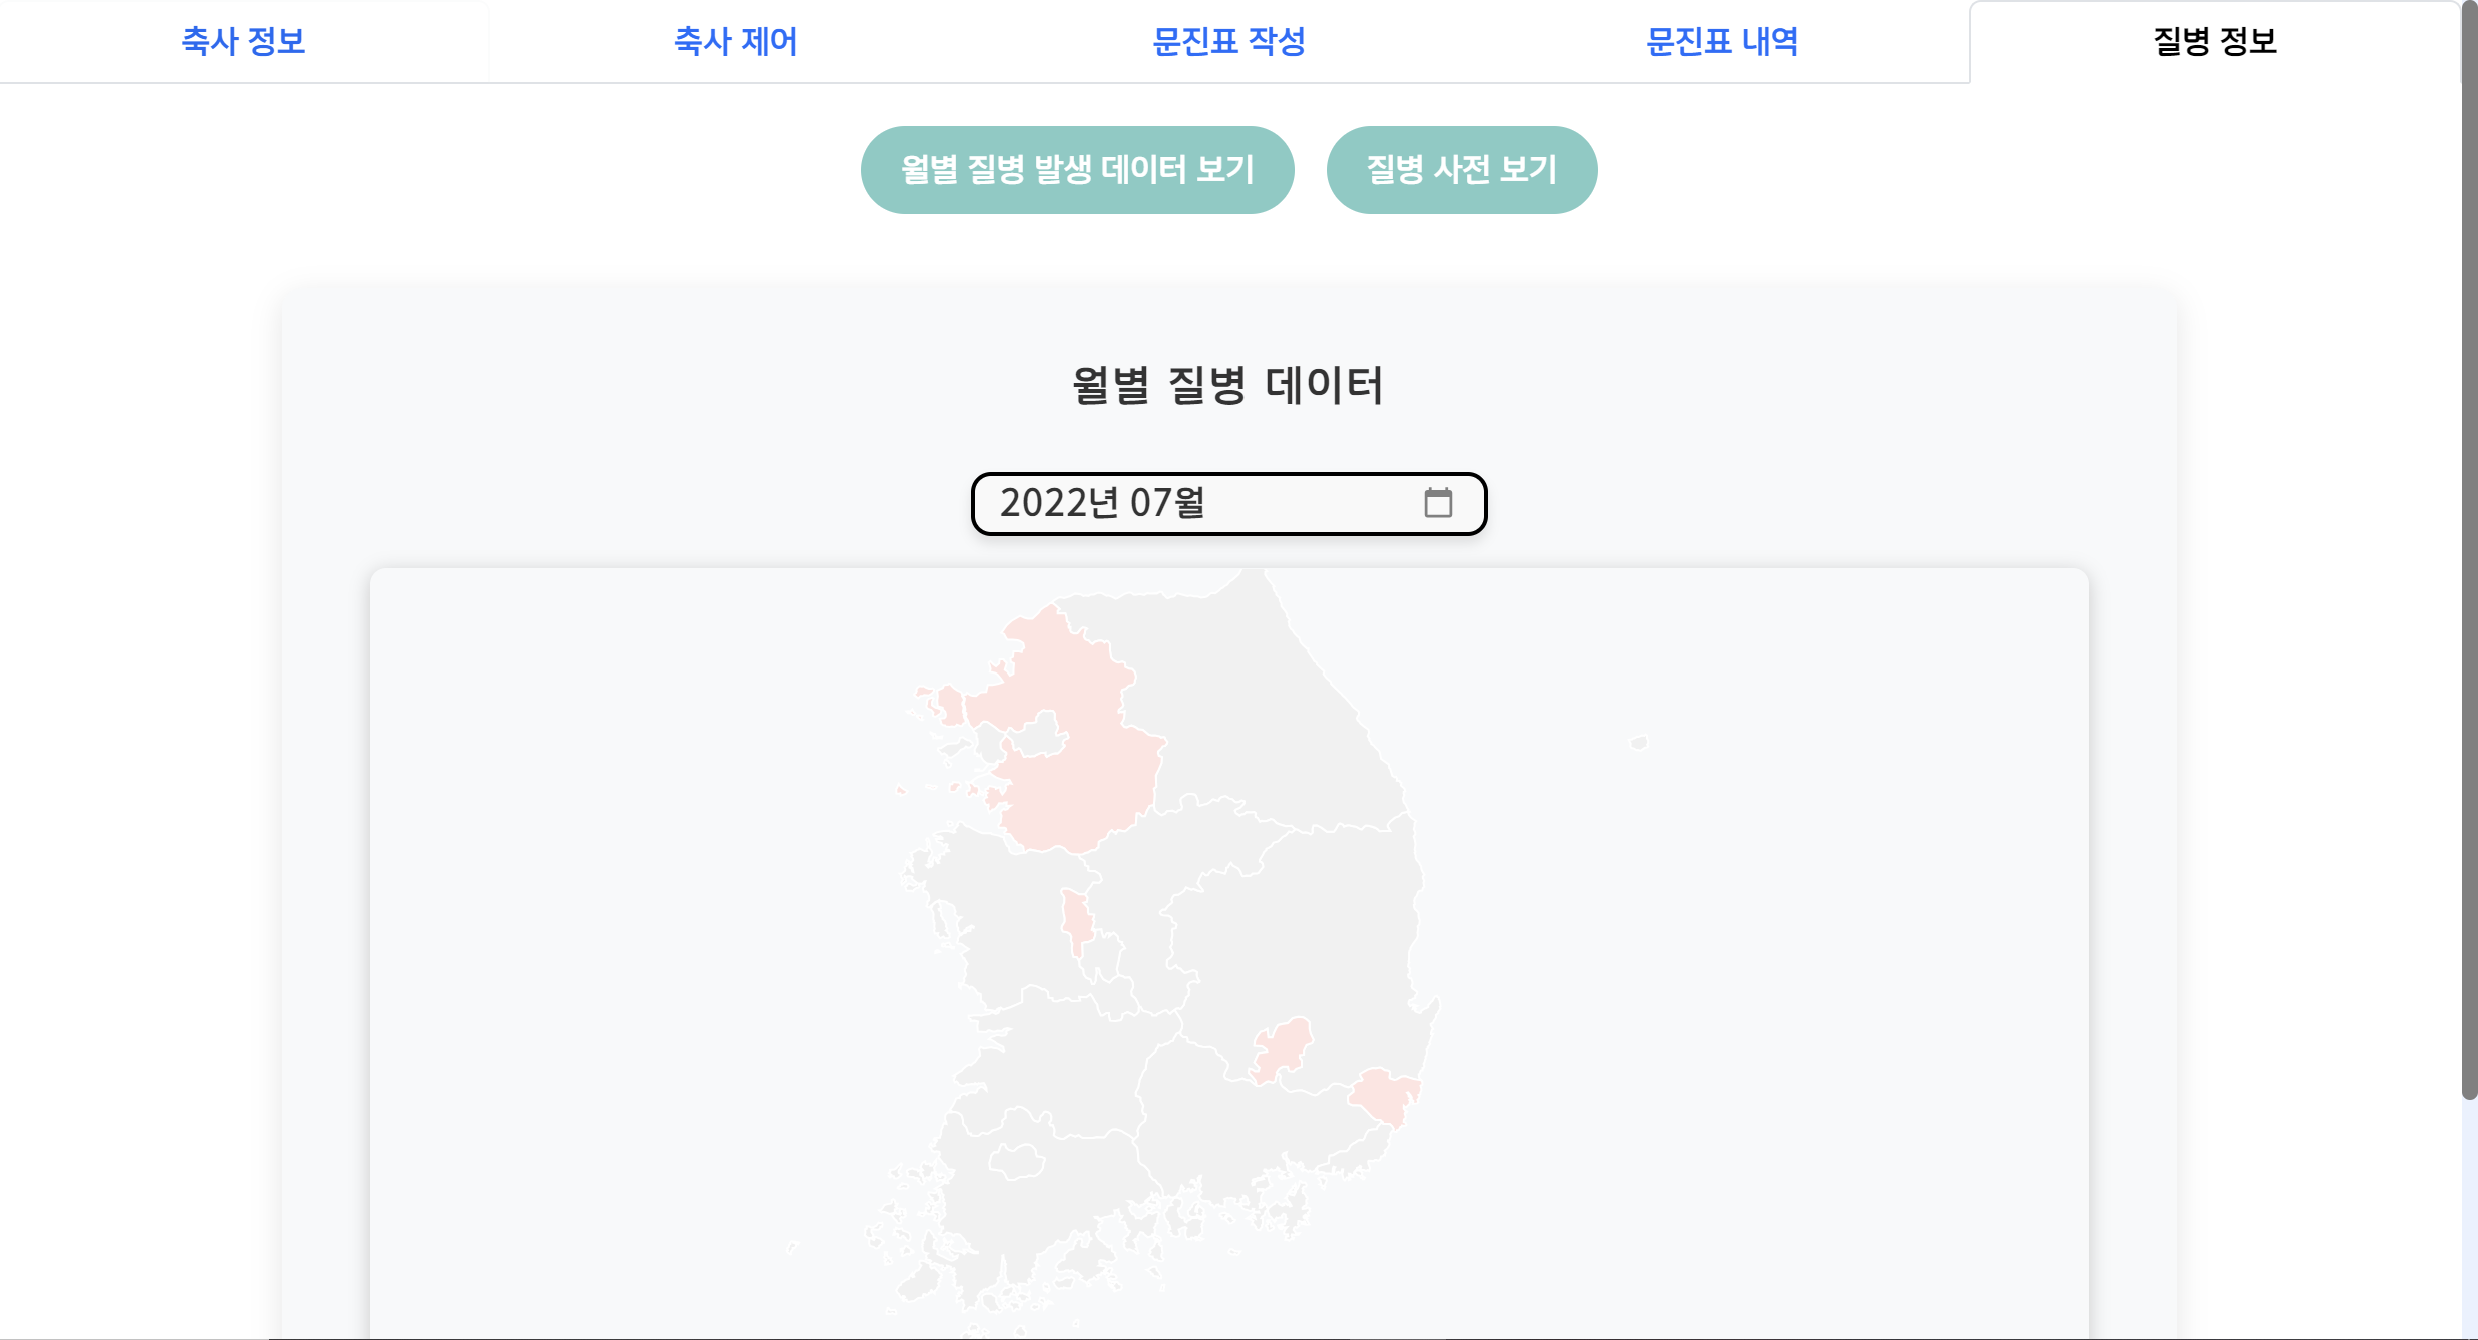 축사 정보
축사 제어
문진표 작성
문진표 내역
질병 정보
월별 질병 발생 데이터 보기
질병 사전 보기
월별 질병 데이터
2022년 07월